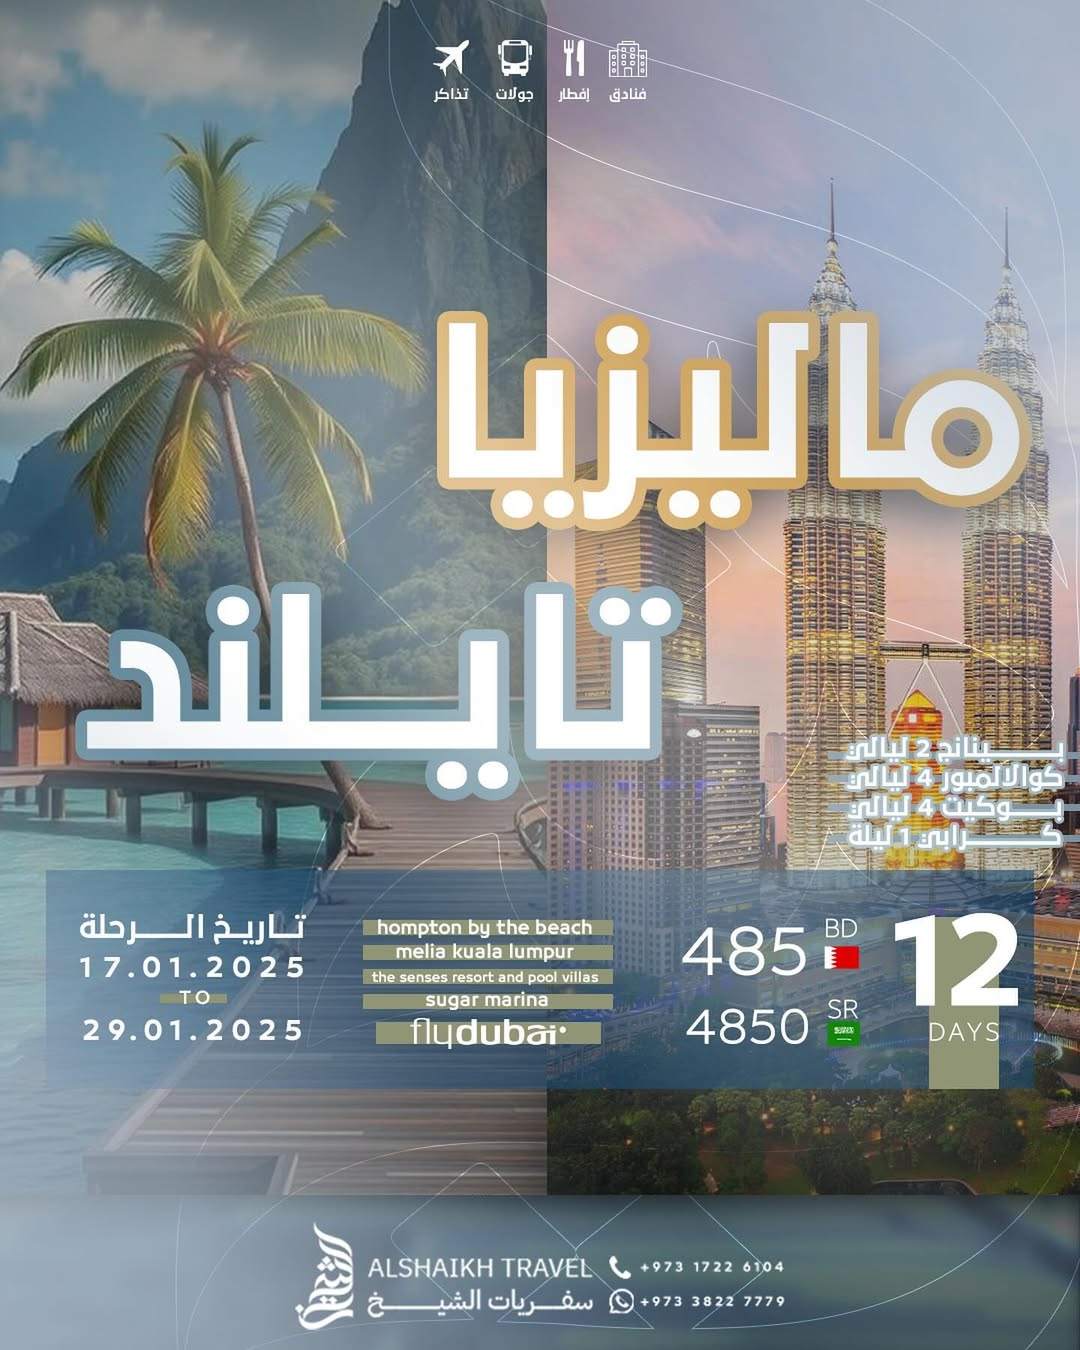 فنادق إفطار جولات تذاكر
ماليزيا
تايلند
بينانج 2 ليالي
كوالالمبور 4 ليالي
بوكيت 4 ليالي
كرابي 1 ليلة
12
DAYS
485 BD
4850 SR
hompton by the beach
melia kuala lumpur
the senses resort and pool villas
sugar marina
flydubai
تاريخ الرحلة
17.01.2025
TO
29.01.2025
ALSHAIKH TRAVEL
سفريات الشيخ
+973 1722 6104
+973 3822 7779